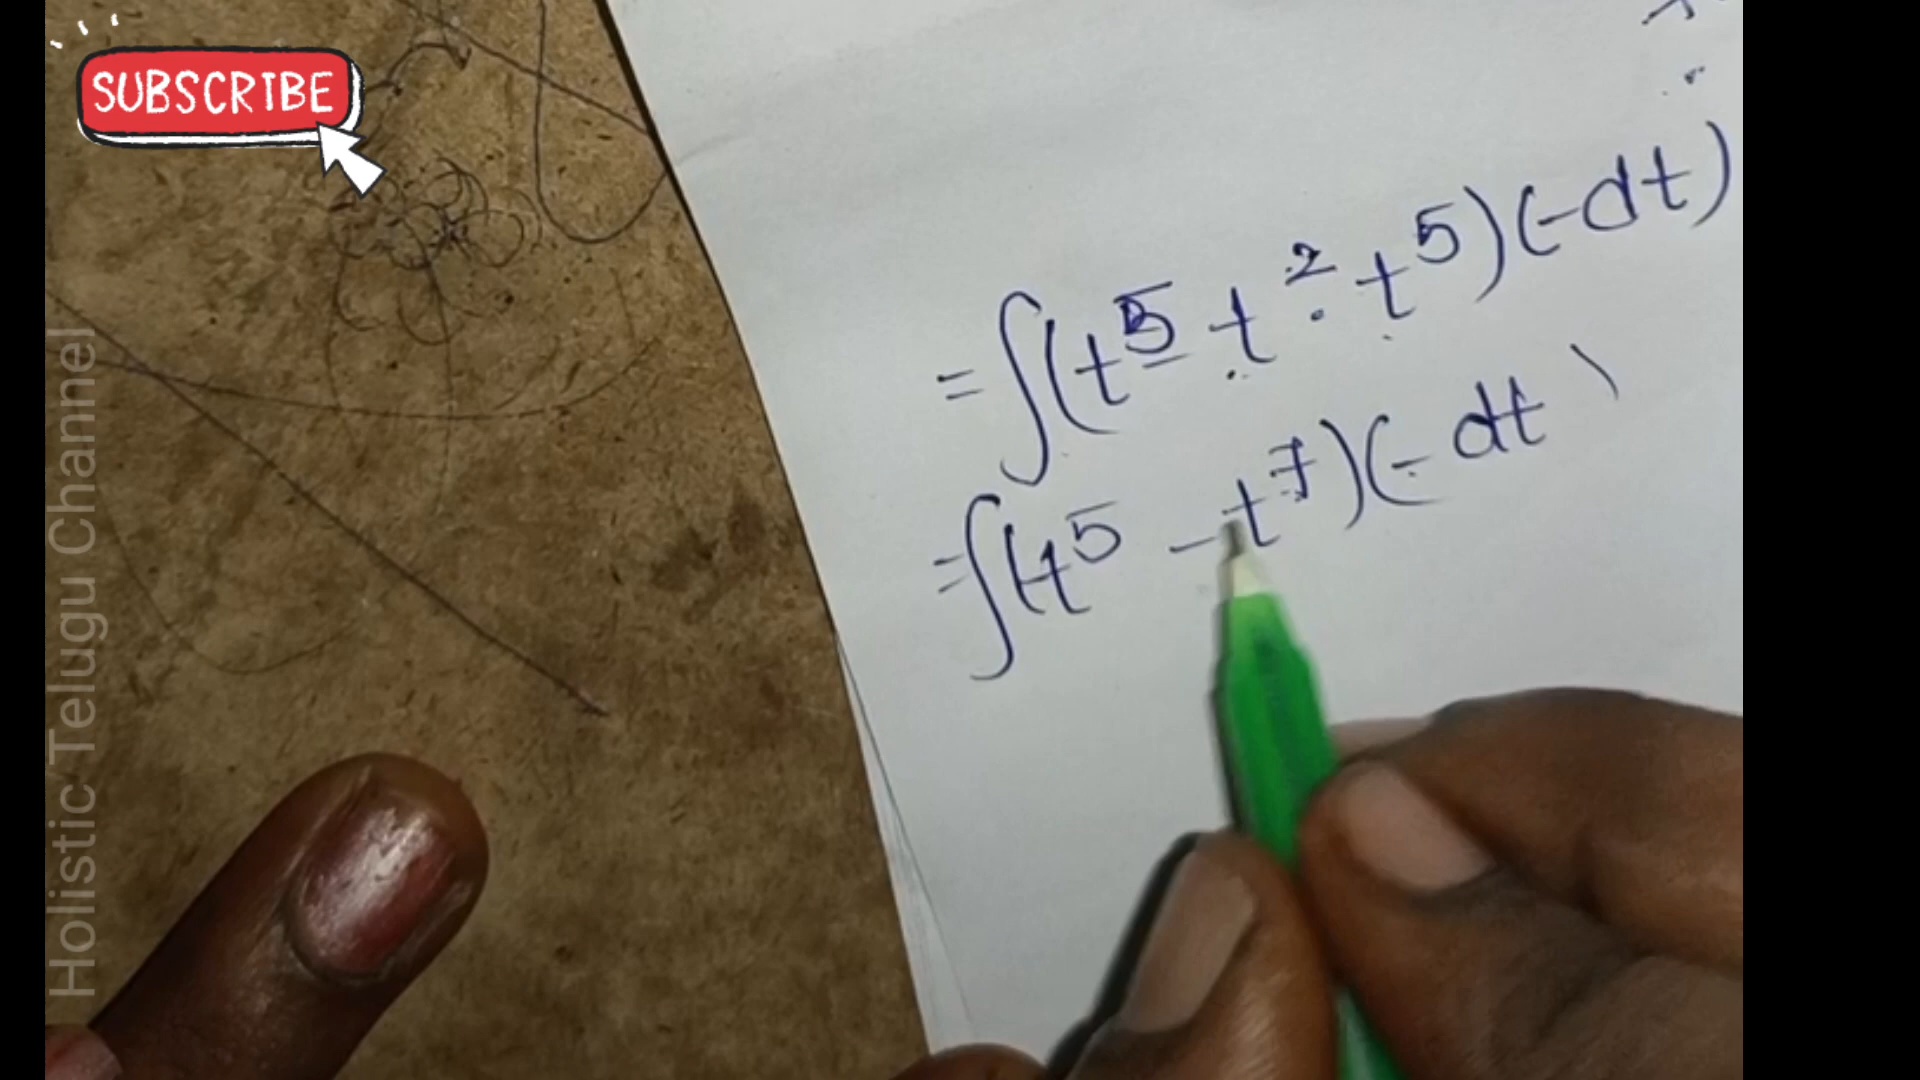 SUBSCRIBE
= ∫(t⁵ - t² . t⁵)(-dt)
= ∫(t⁵ - t⁷)(- dt)
Holistic Telugu Channel